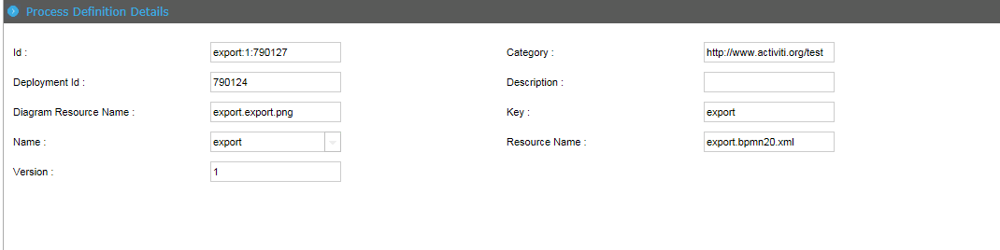 Process Definition Details
Id : export:1:790127 Category : http://www.activiti.org/test
Deployment Id : 790124 Description :
Diagram Resource Name : export.export.png Key : export
Name : export Resource Name : export.bpmn20.xml
Version : 1